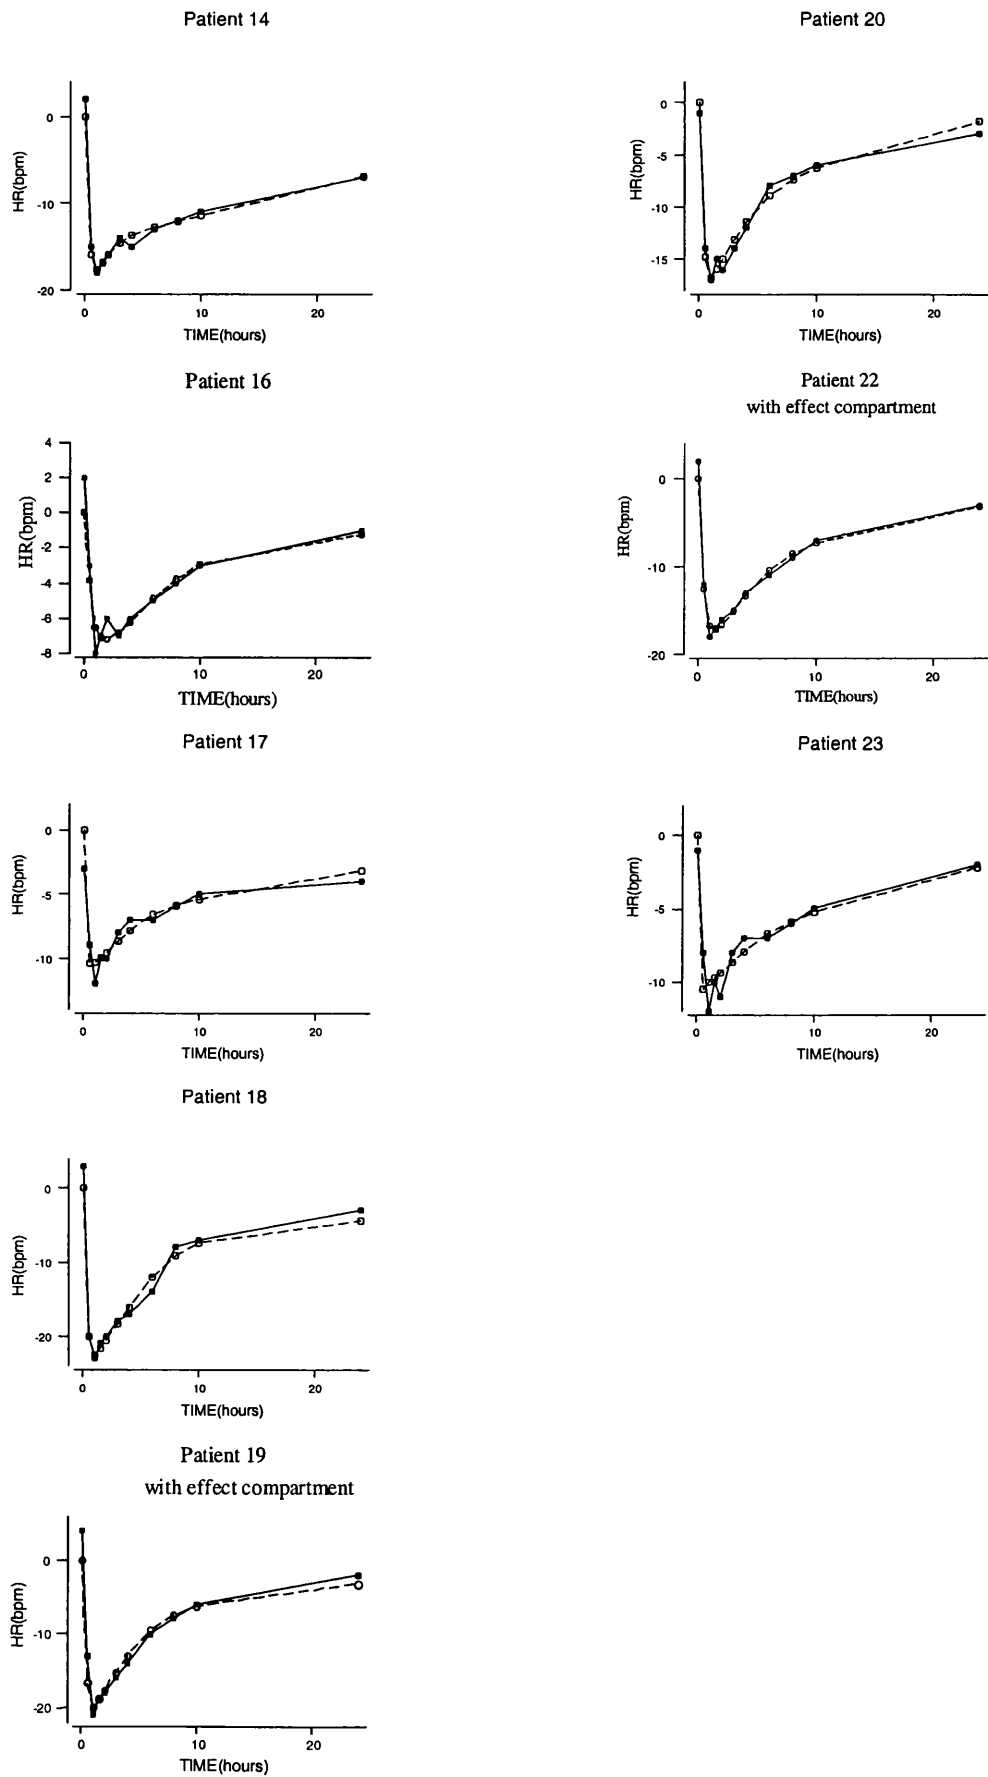 Patient 14
0
-10
-20
HR(bpm)
0 10 20
TIME(hours)
Patient 16
4
2
0
-2
-4
-6
-8
HR(bpm)
0 10 20
TIME(hours)
Patient 17
0
-5
-10
HR(bpm)
0 10 20
TIME(hours)
Patient 18
0
-10
-20
HR(bpm)
0 10 20
TIME(hours)
Patient 19
with effect compartment
0
-10
-20
HR(bpm)
0 10 20
TIME(hours)
Patient 20
0
-5
-10
-15
HR(bpm)
0 10 20
TIME(hours)
Patient 22
with effect compartment
0
-10
-20
HR(bpm)
0 10 20
TIME(hours)
Patient 23
0
-5
-10
HR(bpm)
0 10 20
TIME(hours)